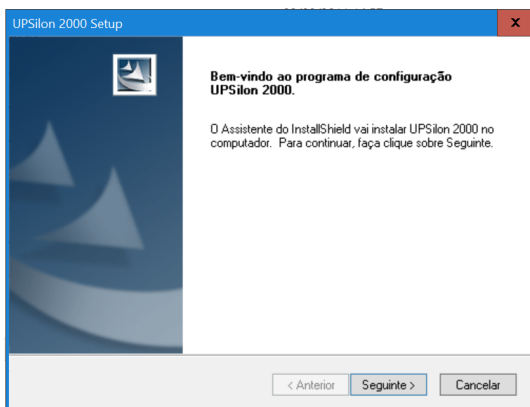 UPSilon 2000 Setup
x
Bem-vindo ao programa de configuração
UPSilon 2000.
O Assistente do InstallShield vai instalar UPSilon 2000 no
computador. Para continuar, faça clique sobre Seguinte.
< Anterior
Seguinte >
Cancelar